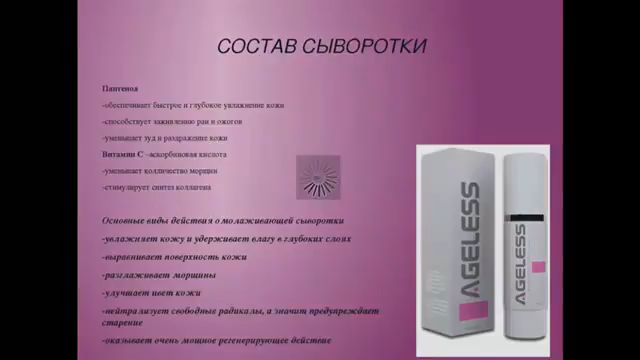 СОСТАВ СЫВОРОТКИ
Пантенол
-обеспечивает быстрое и глубокое увлажнение кожи
-способствует заживлению ран и ожогов
-уменьшает зуд и раздражение кожи
Витамин С –аскорбиновая кислота
-уменьшает колличество морщин
-стимулирует синтез коллагена
Основные виды действия омолаживающей сыворотки
-увлажняет кожу и удерживает влагу в глубоких слоях
-выравнивает поверхность кожи
-разглаживает морщины
-улучшает цвет кожи
-нейтрализует свободные радикалы, а значит предупреждает
старение
-оказывает очень мощное регенерирующее действие
AGELESS
AGELESS